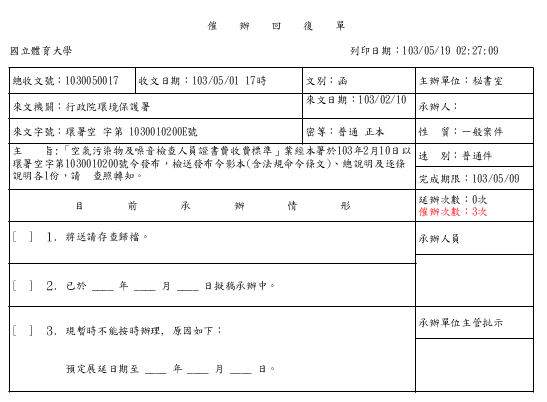 催辦回復單
國立體育大學 列印日期：103/05/19 02:27:09
總收文號：1030050017 收文日期：103/05/01 17時 文別：函 主辦單位：秘書室
來文機關：行政院環境保護署 來文日期：103/02/10 承辦人：
來文字號：環署空 字第 1030010200E號 密等：普通 正本 性 質：一般案件
主 旨：「空氣污染物及噪音檢查人員證書費收費標準」業經本署於103年2月10日以
環署空字第1030010200號令發布，檢送發布令影本(含法規命令條文)、總說明及逐條
說明各1份，請 查照轉知。
速 別：普通件
完成期限：103/05/09
目前承辦情形
延辦次數：0次
催辦次數：3次
[ ] 1. 將送請存查歸檔。
承辦人員
[ ] 2. 已於 ____ 年 ____ 月 ____ 日擬稿承辦中。
[ ] 3. 現暫時不能按時辦理, 原因如下：
承辦單位主管批示
預定展延日期至 ____ 年 ____ 月 ____ 日。